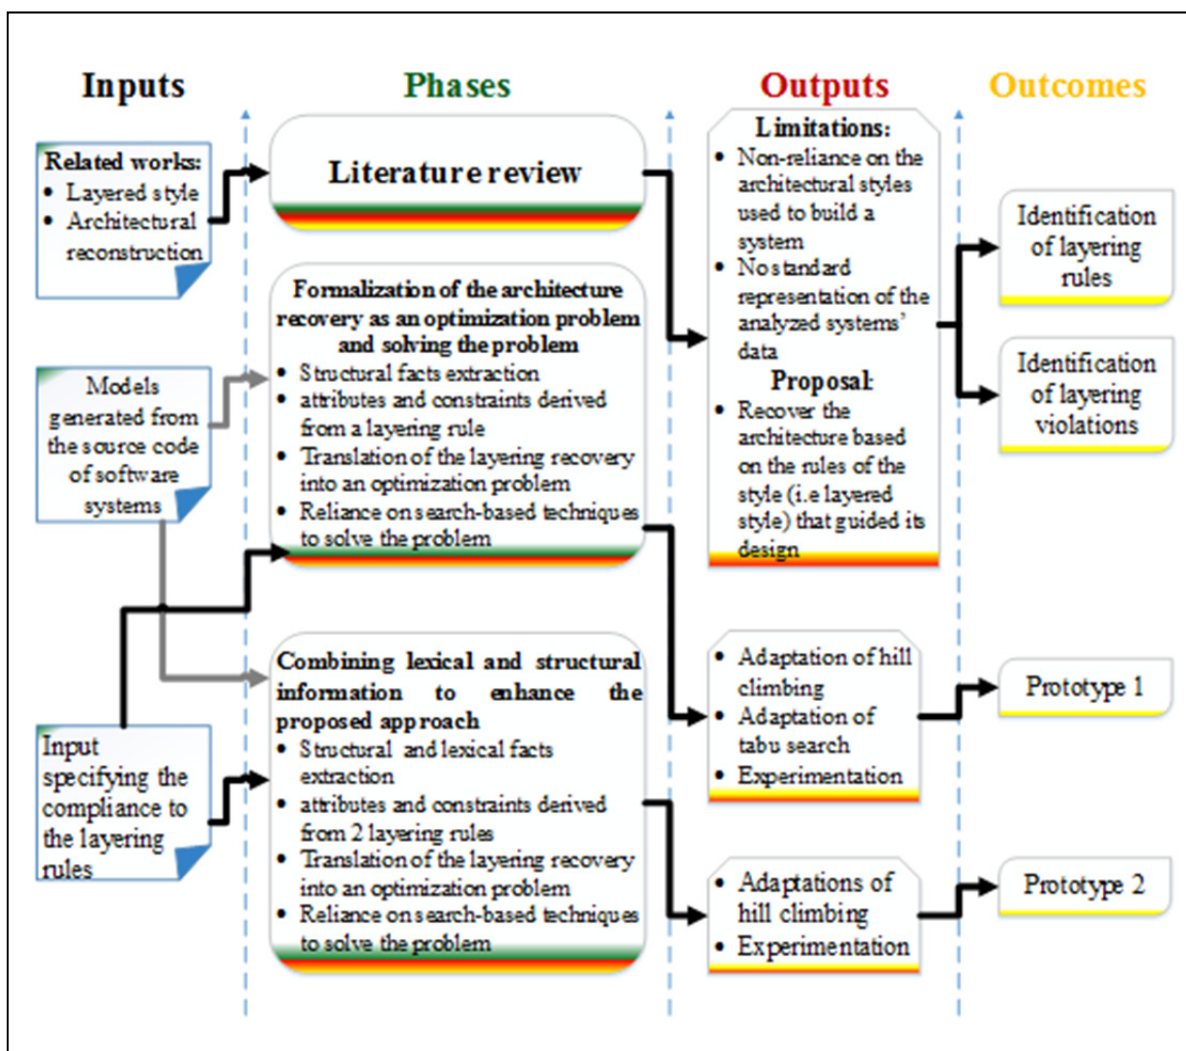 Inputs
Phases
Outputs
Outcomes
Related works:
• Layered style
• Architectural
reconstruction
Literature review
Limitations:
• Non-reliance on the
architectural styles
used to build a
system
• No standard
representation of the
analyzed systems'
data
Proposal:
• Recover the
architecture based
on the rules of the
style (i.e layered
style) that guided its
design
Identification
of layering
rules
Identification
of layering
violations
Models
generated from
the source code
of software
systems
Formalization of the architecture
recovery as an optimization problem
and solving the problem
• Structural facts extraction
• attributes and constraints derived
from a layering rule
• Translation of the layering recovery
into an optimization problem
• Reliance on search-based techniques
to solve the problem
• Adaptation of hill
climbing
• Adaptation of
tabu search
• Experimentation
Prototype 1
Input
specifying the
compliance to
the layering
rules
Combining lexical and structural
information to enhance the
proposed approach
• Structural and lexical facts
extraction
• attributes and constraints derived
from 2 layering rules
• Translation of the layering recovery
into an optimization problem
• Reliance on search-based techniques
to solve the problem
• Adaptations of
hill climbing
• Experimentation
Prototype 2